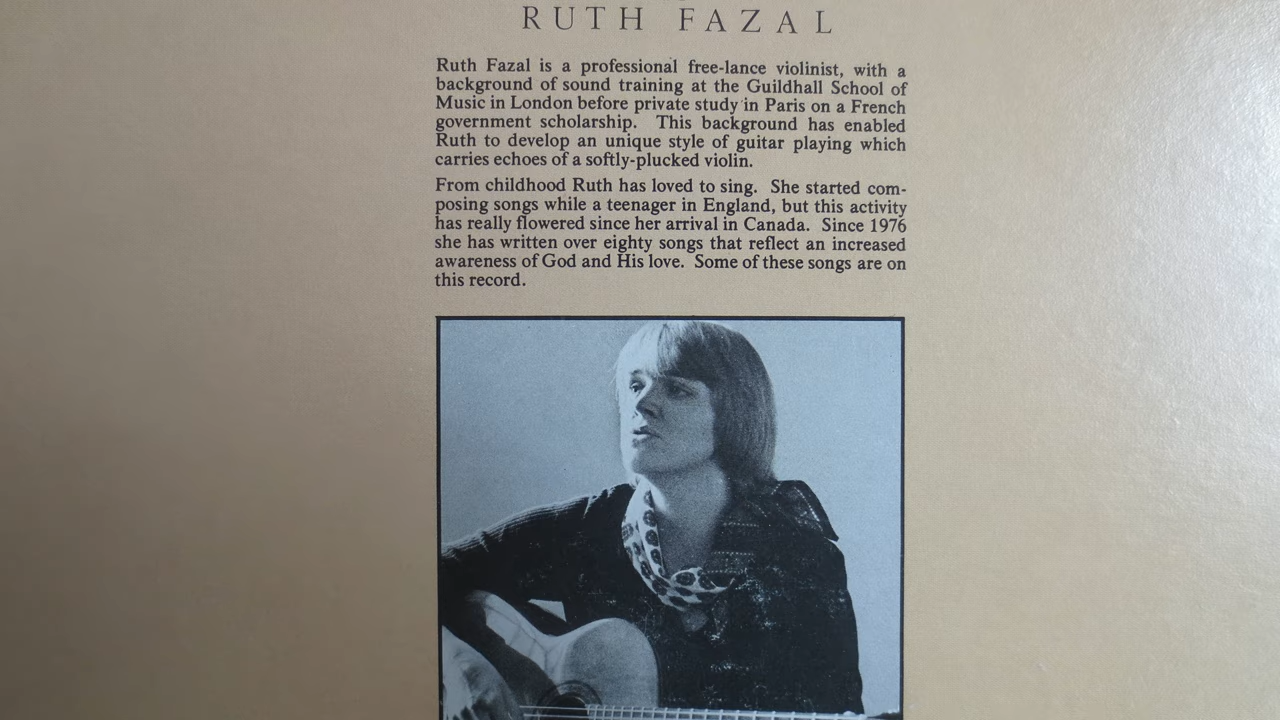 RUTH FAZAL
Ruth Fazal is a professional free-lance violinist, with a
background of sound training at the Guildhall School of
Music in London before private study in Paris on a French
government scholarship. This background has enabled
Ruth to develop an unique style of guitar playing which
carries echoes of a softly-plucked violin.
From childhood Ruth has loved to sing. She started com-
posing songs while a teenager in England, but this activity
has really flowered since her arrival in Canada. Since 1976
she has written over eighty songs that reflect an increased
awareness of God and His love. Some of these songs are on
this record.